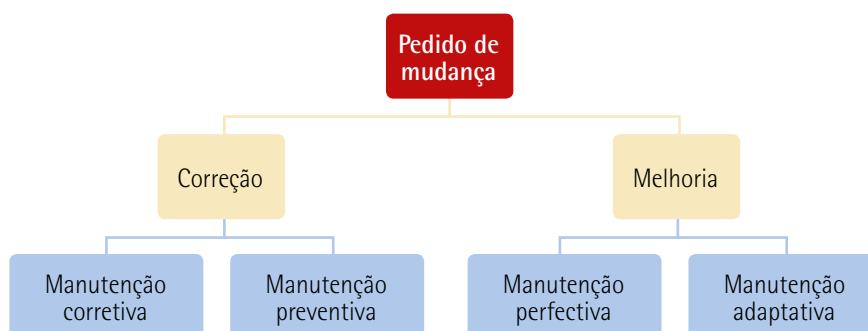 Pedido de
mudança
Correção
Melhoria
Manutenção
corretiva
Manutenção
preventiva
Manutenção
perfectiva
Manutenção
adaptativa